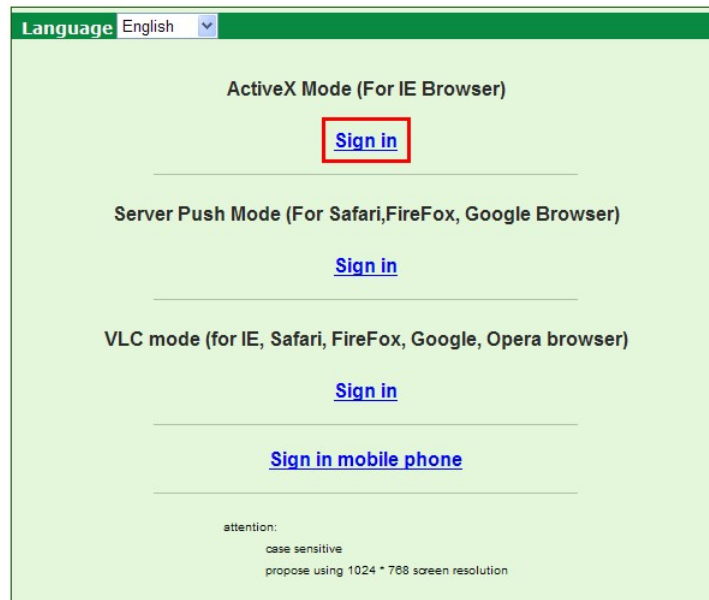 Language English
ActiveX Mode (For IE Browser)
Sign in
Server Push Mode (For Safari,FireFox, Google Browser)
Sign in
VLC mode (for IE, Safari, FireFox, Google, Opera browser)
Sign in
Sign in mobile phone
attention:
case sensitive
propose using 1024 * 768 screen resolution